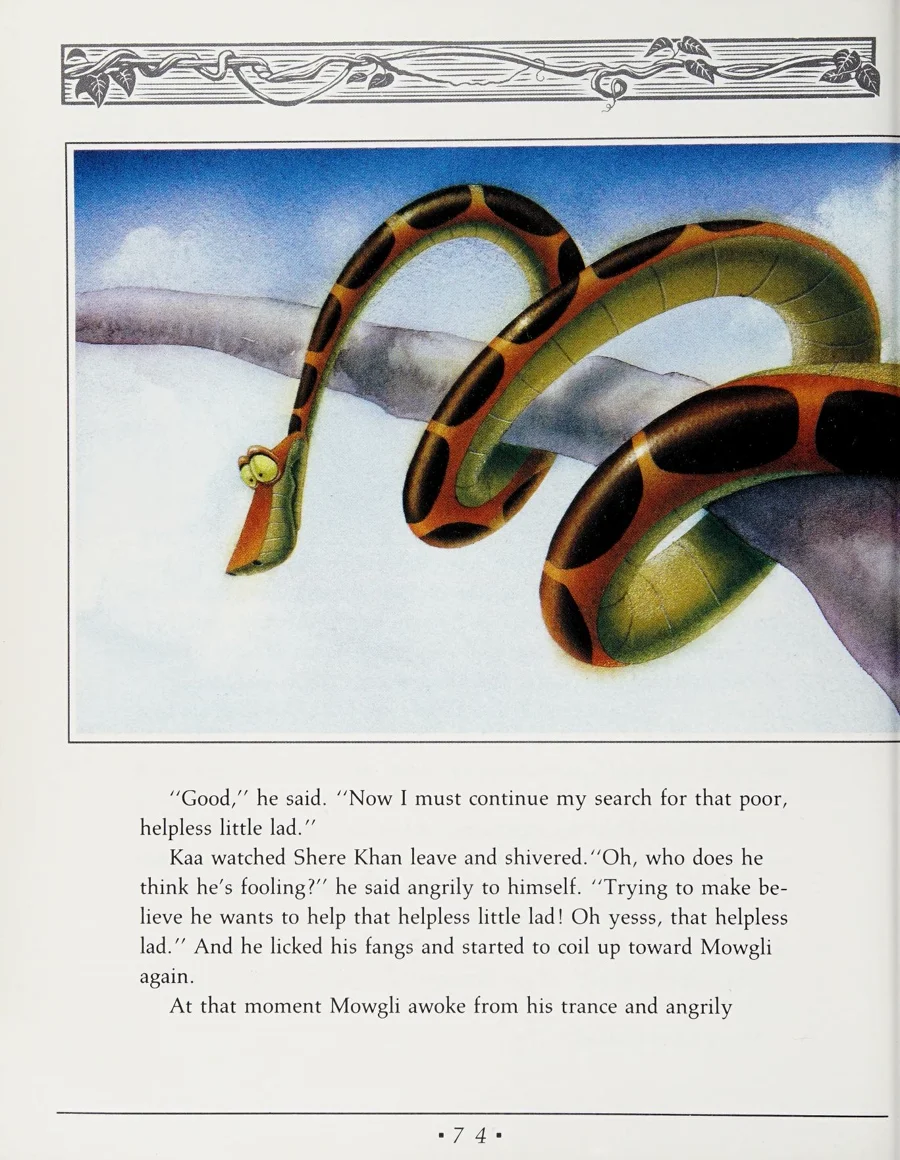 “Good,” he said. “Now I must continue my search for that poor,
helpless little lad.”
Kaa watched Shere Khan leave and shivered.“Oh, who does he
think he's fooling?” he said angrily to himself. “Trying to make be-
lieve he wants to help that helpless little lad! Oh yesss, that helpless
lad.” And he licked his fangs and started to coil up toward Mowgli
again.
At that moment Mowgli awoke from his trance and angrily
▪ 7 4 ▪